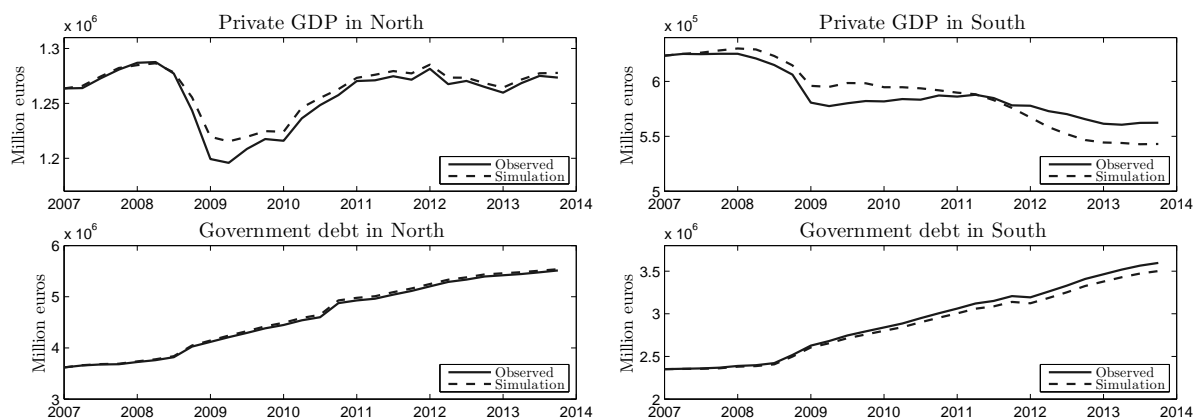 Private GDP in North
x 10^6
Million euros
1.3
1.25
1.2
Observed
Simulation
2007 2008 2009 2010 2011 2012 2013 2014
Private GDP in South
x 10^5
Million euros
6
5.5
5
Observed
Simulation
2007 2008 2009 2010 2011 2012 2013 2014
Government debt in North
x 10^6
Million euros
6
5
4
3
Observed
Simulation
2007 2008 2009 2010 2011 2012 2013 2014
Government debt in South
x 10^6
Million euros
3.5
3
2.5
2
Observed
Simulation
2007 2008 2009 2010 2011 2012 2013 2014